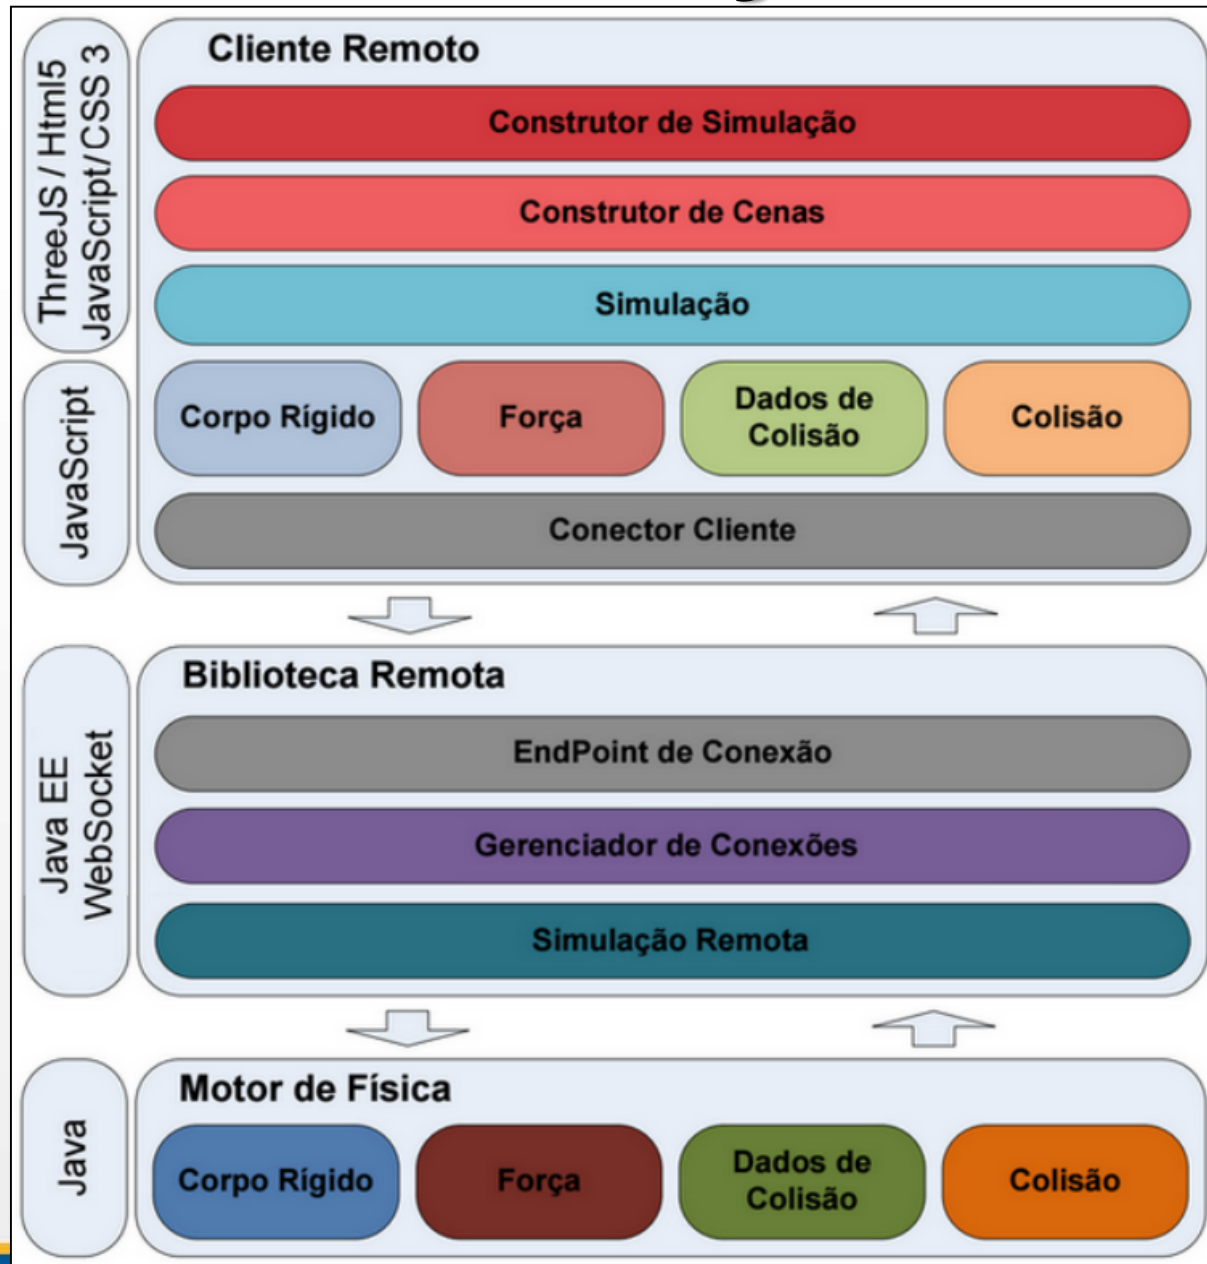 ThreeJS / Html5
JavaScript/CSS 3
Cliente Remoto
Construtor de Simulação
Construtor de Cenas
Simulação
JavaScript
Corpo Rígido
Força
Dados de
Colisão
Colisão
Conector Cliente
Java EE
WebSocket
Biblioteca Remota
EndPoint de Conexão
Gerenciador de Conexões
Simulação Remota
Java
Motor de Física
Corpo Rígido
Força
Dados de
Colisão
Colisão